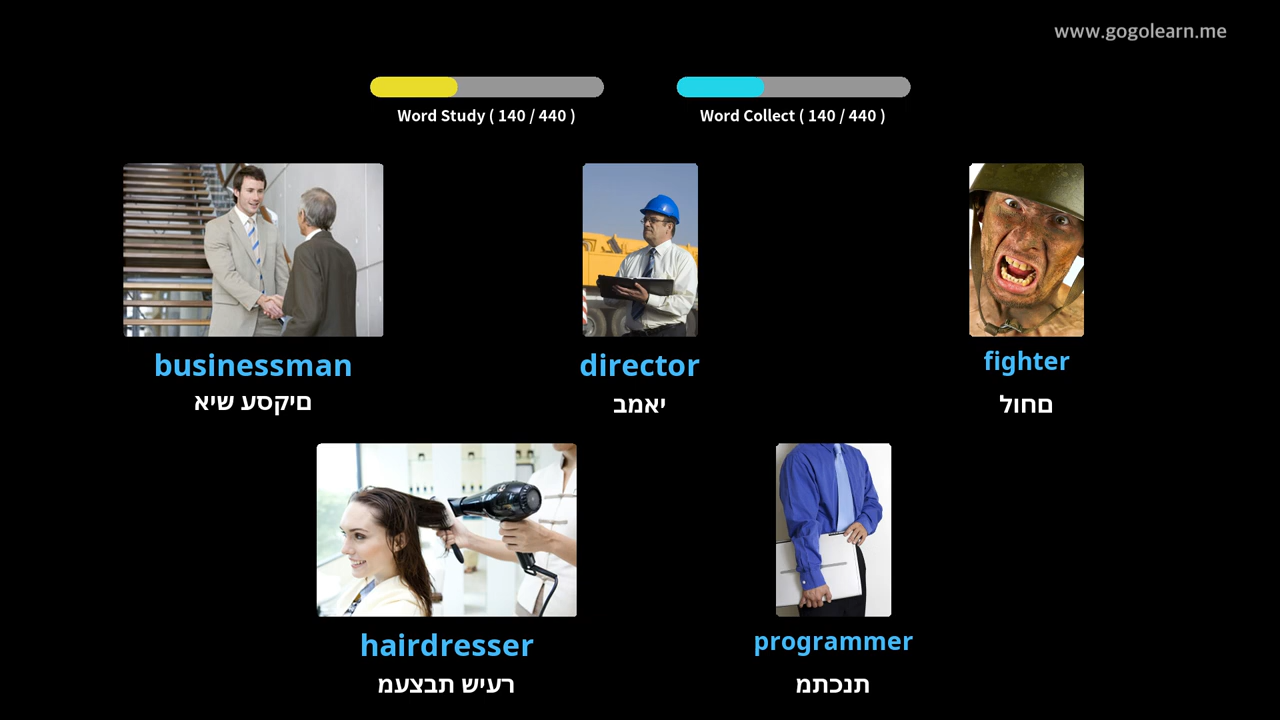 www.gogolearn.me
Word Study ( 140 / 440 )
Word Collect ( 140 / 440 )
businessman
םיקסע שיא
director
יאמב
fighter
םחול
hairdresser
רעיש תבצעמ
programmer
תנכתמ